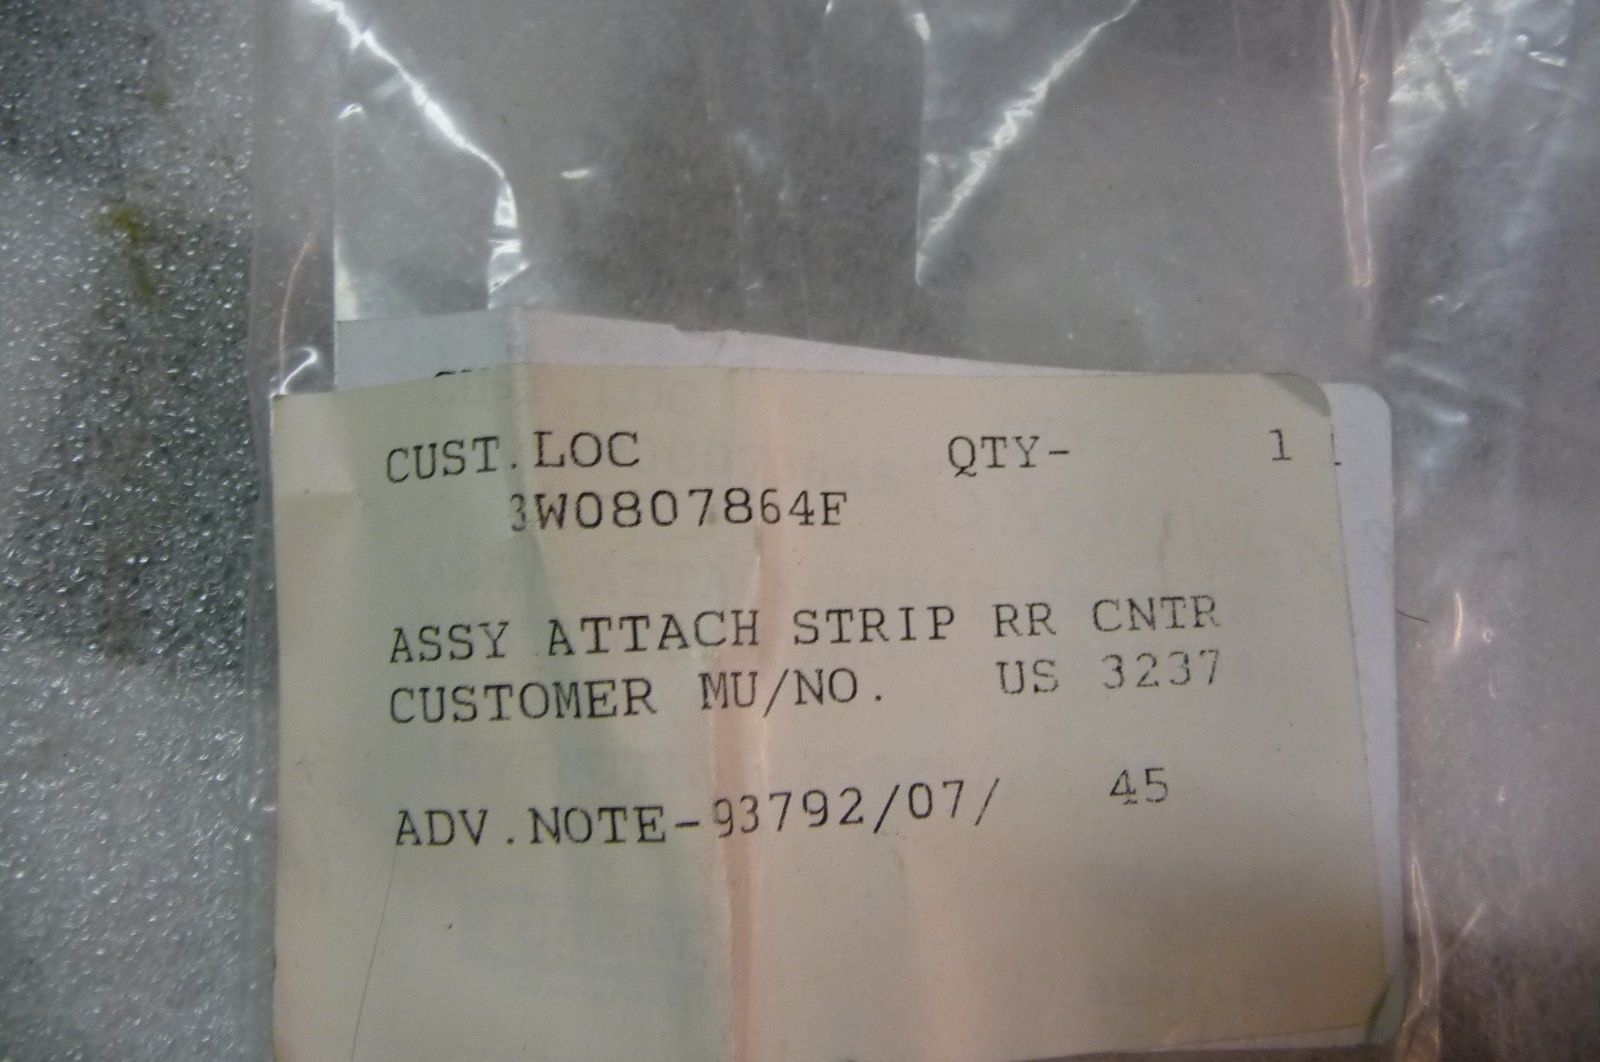 CUST.LOC QTY- 1
3W0807864F
ASSY ATTACH STRIP RR CNTR
CUSTOMER MU/NO. US 3237
ADV.NOTE-93792/07/ 45